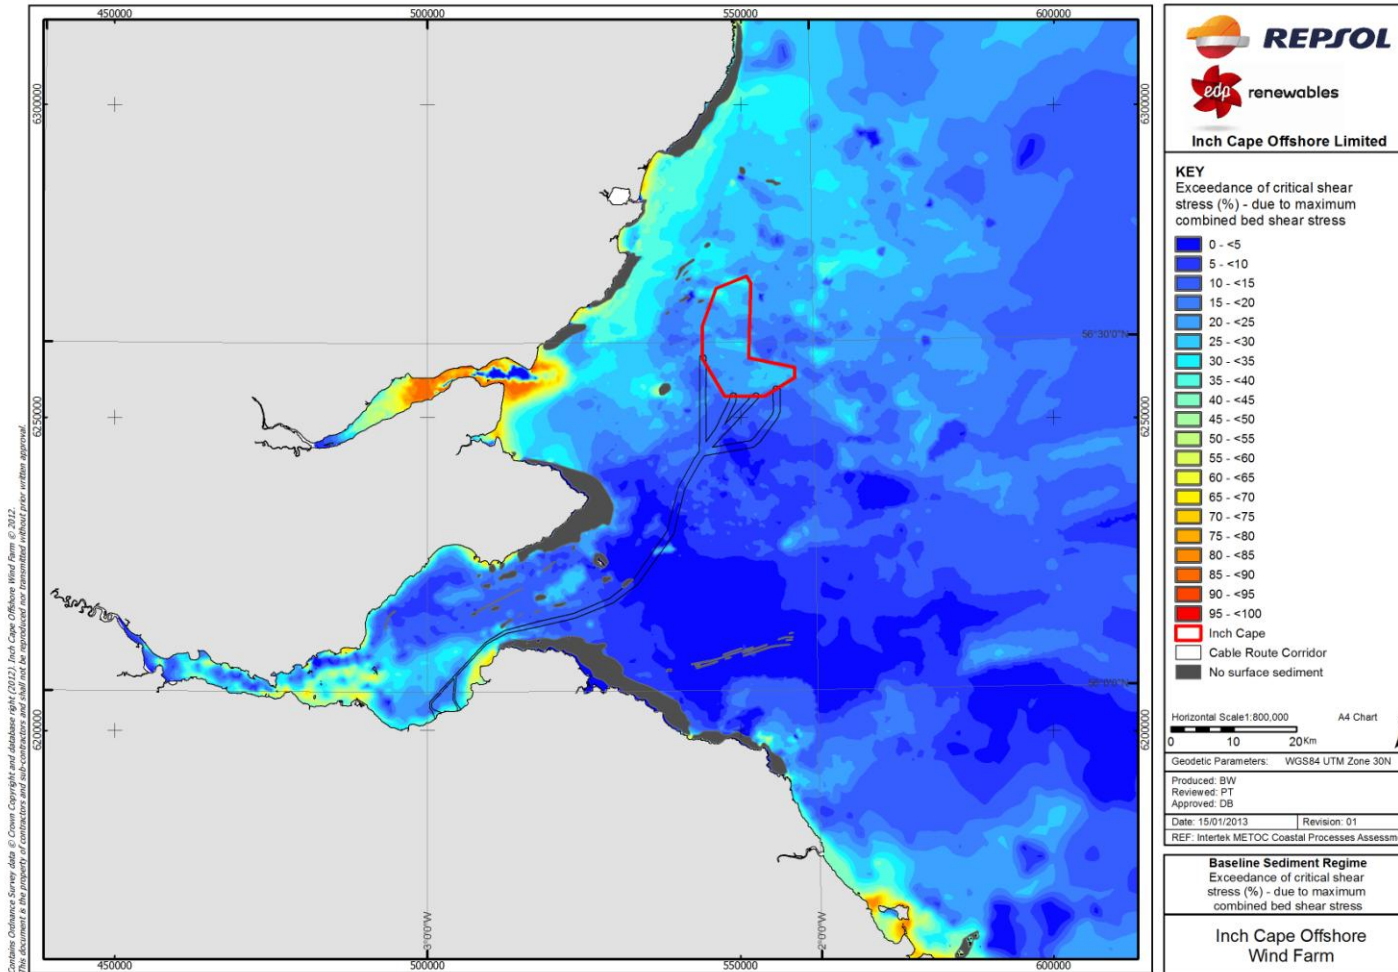 450000
500000
550000
600000
6300000
6250000
6200000
6300000
6250000
6200000
56°30'0"N
56°0'0"N
3°0'0"W
2°0'0"W
450000
500000
550000
600000
Contains Ordnance Survey data © Crown Copyright and database right (2012). Inch Cape Offshore Wind Farm © 2012.
This document is the property of contractors and sub-contractors and shall not be reproduced nor transmitted without prior written approval.
REPSOL
edp renewables
Inch Cape Offshore Limited
KEY
Exceedance of critical shear
stress (%) - due to maximum
combined bed shear stress
0 - <5
5 - <10
10 - <15
15 - <20
20 - <25
25 - <30
30 - <35
35 - <40
40 - <45
45 - <50
50 - <55
55 - <60
60 - <65
65 - <70
70 - <75
75 - <80
80 - <85
85 - <90
90 - <95
95 - <100
Inch Cape
Cable Route Corridor
No surface sediment
Horizontal Scale1:800,000 A4 Chart
0 10 20Km
Geodetic Parameters: WGS84 UTM Zone 30N
Produced: BW
Reviewed: PT
Approved: DB
Date: 15/01/2013 Revision: 01
REF: Intertek METOC Coastal Processes Assessm
Baseline Sediment Regime
Exceedance of critical shear
stress (%) - due to maximum
combined bed shear stress
Inch Cape Offshore
Wind Farm